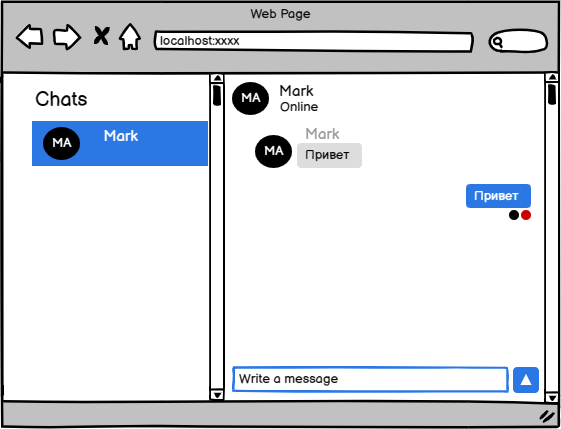 Web Page
localhost:xxxx
Chats
MA
Mark
MA
Mark
Online
Mark
MA
Привет
Привет
Write a message